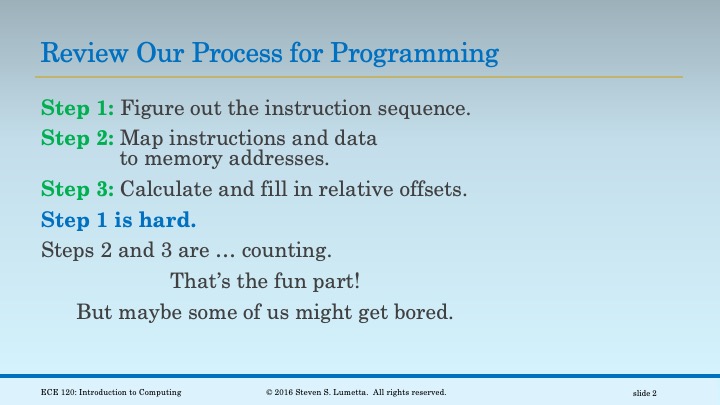 Review Our Process for Programming
Step 1: Figure out the instruction sequence.
Step 2: Map instructions and data
to memory addresses.
Step 3: Calculate and fill in relative offsets.
Step 1 is hard.
Steps 2 and 3 are … counting.
That’s the fun part!
But maybe some of us might get bored.
ECE 120: Introduction to Computing © 2016 Steven S. Lumetta. All rights reserved. slide 2